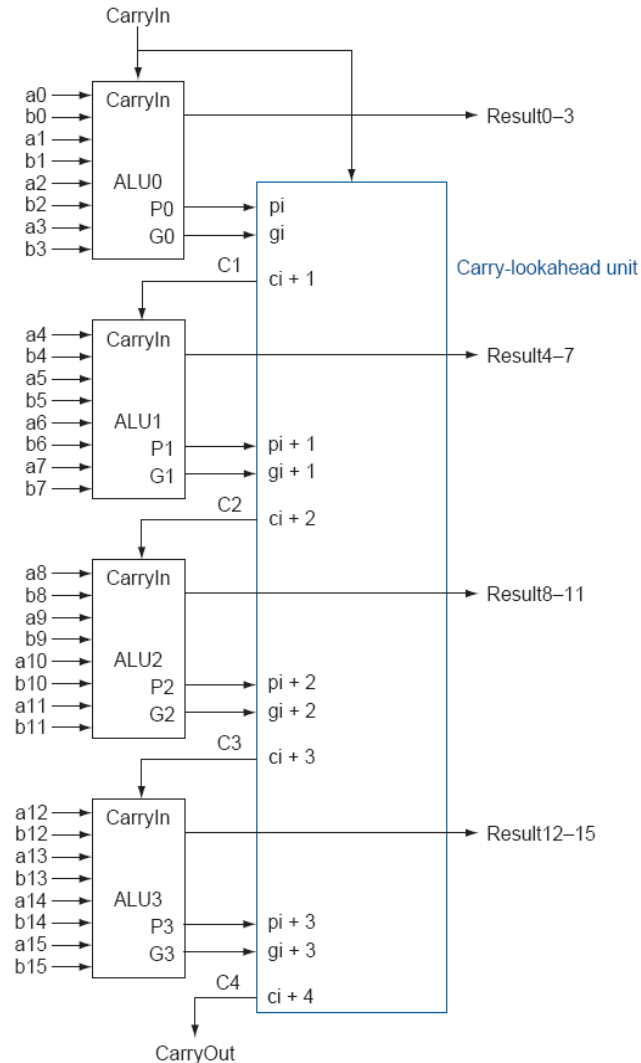 CarryIn
a0
CarryIn
b0
Result0–3
a1
b1
a2
ALU0
b2
P0
pi
a3
G0
gi
b3
C1
ci + 1
Carry-lookahead unit
a4
CarryIn
b4
Result4–7
a5
b5
a6
ALU1
b6
P1
pi + 1
a7
G1
gi + 1
b7
C2
ci + 2
a8
CarryIn
b8
Result8–11
a9
b9
a10
ALU2
b10
P2
pi + 2
a11
G2
gi + 2
b11
C3
ci + 3
a12
CarryIn
b12
Result12–15
a13
b13
a14
ALU3
b14
P3
pi + 3
a15
G3
gi + 3
b15
C4
ci + 4
CarryOut